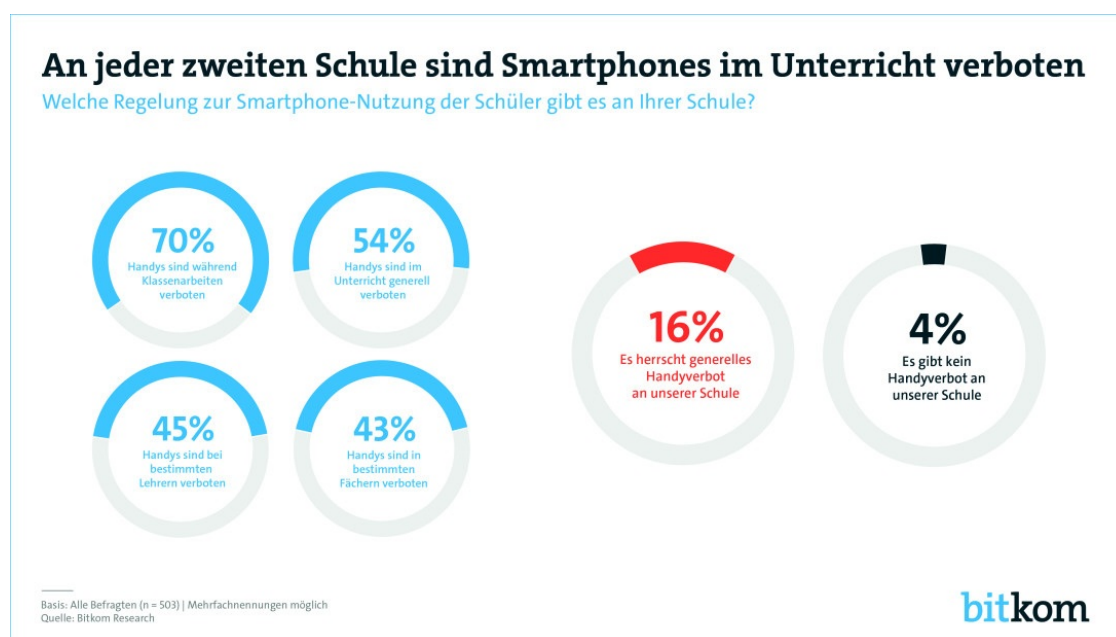 An jeder zweiten Schule sind Smartphones im Unterricht verboten
Welche Regelung zur Smartphone-Nutzung der Schüler gibt es an Ihrer Schule?
70%
Handys sind während
Klassenarbeiten
verboten
54%
Handys sind im
Unterricht generell
verboten
45%
Handys sind bei
bestimmten
Lehrern verboten
43%
Handys sind in
bestimmten
Fächern verboten
16%
Es herrscht generelles
Handyverbot
an unserer Schule
4%
Es gibt kein
Handyverbot an
unserer Schule
Basis: Alle Befragten (n = 503) | Mehrfachnennungen möglich
Quelle: Bitkom Research
bitkom